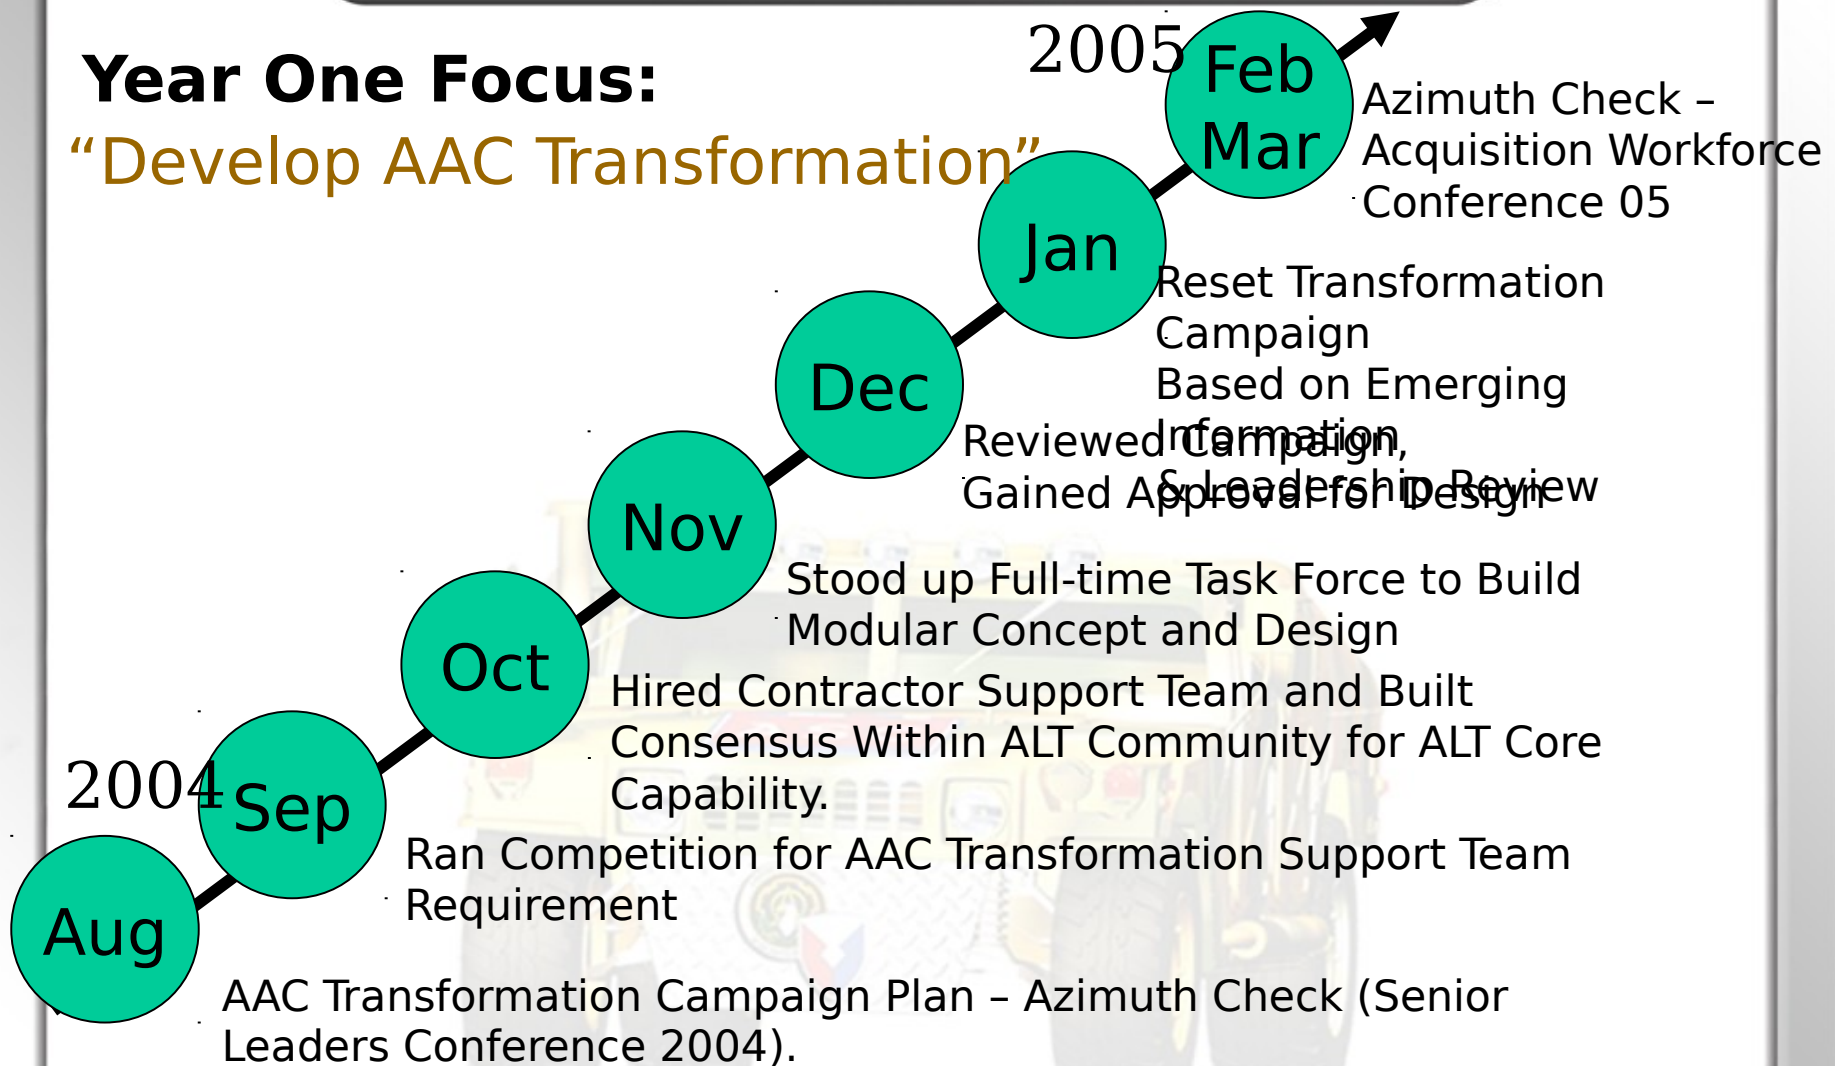 Year One Focus:
“Develop AAC Transformation”
2005
Feb
Mar
Azimuth Check –
Acquisition Workforce
Conference 05
Jan
Reset Transformation
Campaign
Based on Emerging
Information
& Leadership Review
Dec
Reviewed Campaign,
Gained Approval for Design
Nov
Stood up Full-time Task Force to Build
Modular Concept and Design
Oct
Hired Contractor Support Team and Built
Consensus Within ALT Community for ALT Core
Capability.
2004
Sep
Ran Competition for AAC Transformation Support Team
Requirement
Aug
AAC Transformation Campaign Plan – Azimuth Check (Senior
Leaders Conference 2004).